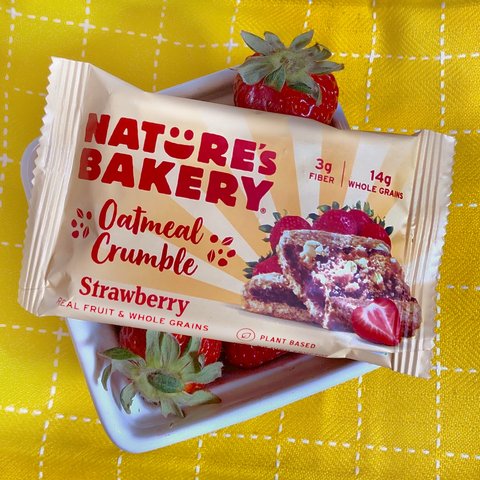 NATURE'S
BAKERY®
3g
FIBER
14g
WHOLE GRAINS
Oatmeal
Crumble
Strawberry
REAL FRUIT & WHOLE GRAINS
PLANT BASED